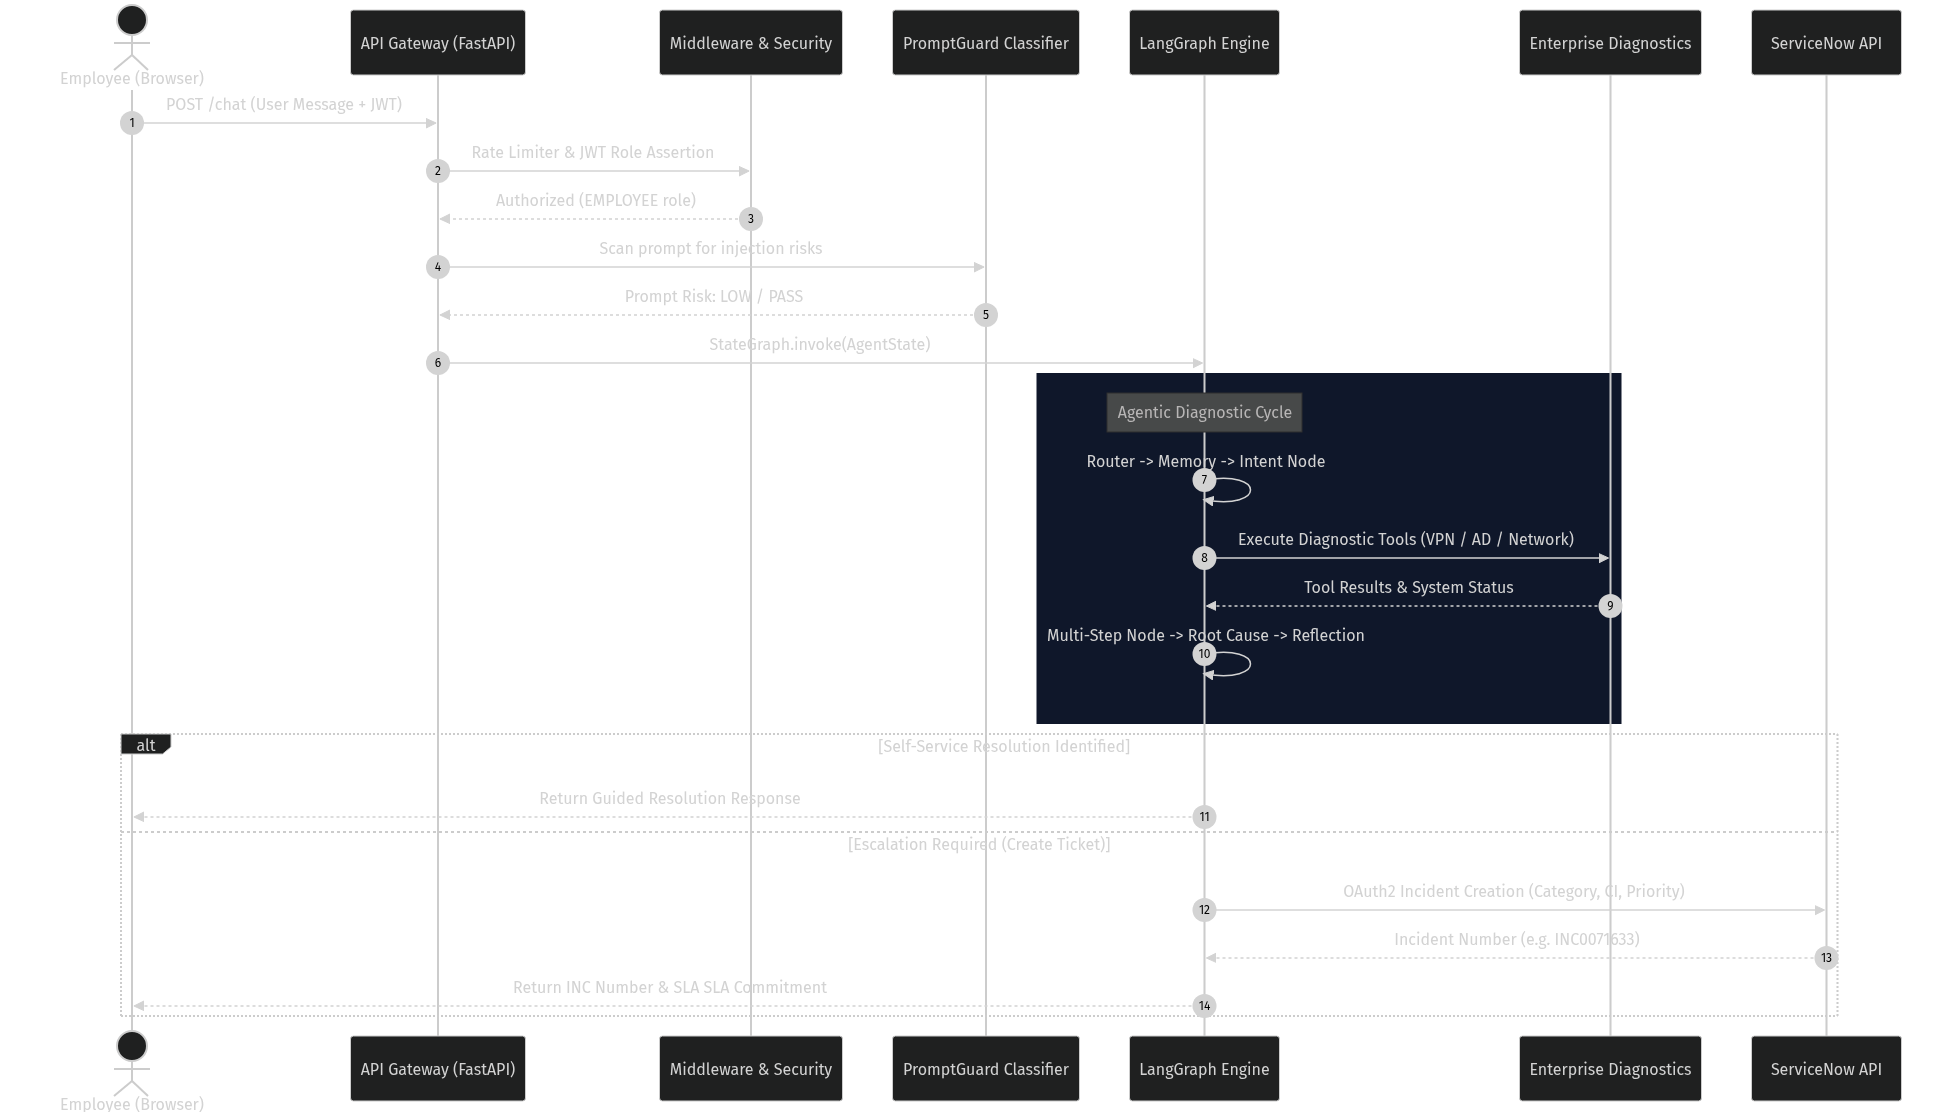 Employee (Browser)
API Gateway (FastAPI)
Middleware & Security
PromptGuard Classifier
LangGraph Engine
Enterprise Diagnostics
ServiceNow API
POST /chat (User Message + JWT)
1
Rate Limiter & JWT Role Assertion
2
Authorized (EMPLOYEE role)
3
Scan prompt for injection risks
4
Prompt Risk: LOW / PASS
5
StateGraph.invoke(AgentState)
6
Agentic Diagnostic Cycle
Router -> Memory -> Intent Node
7
Execute Diagnostic Tools (VPN / AD / Network)
8
Tool Results & System Status
9
Multi-Step Node -> Root Cause -> Reflection
10
alt
[Self-Service Resolution Identified]
Return Guided Resolution Response
11
[Escalation Required (Create Ticket)]
OAuth2 Incident Creation (Category, CI, Priority)
12
Incident Number (e.g. INC0071633)
13
Return INC Number & SLA SLA Commitment
14
Employee (Browser)
API Gateway (FastAPI)
Middleware & Security
PromptGuard Classifier
LangGraph Engine
Enterprise Diagnostics
ServiceNow API